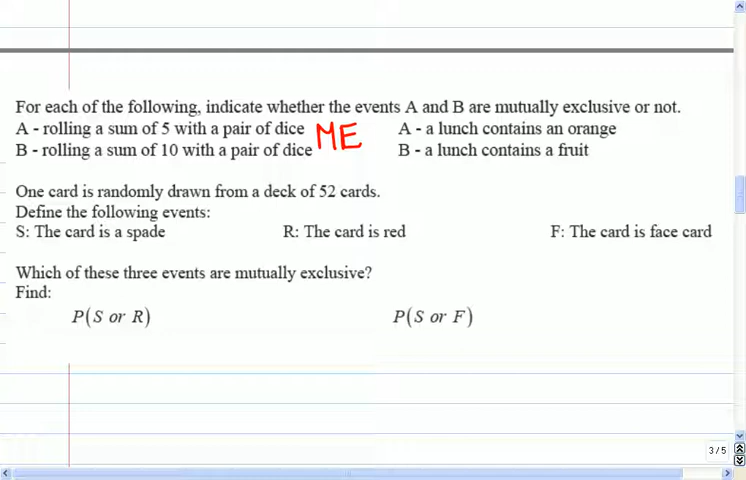 For each of the following, indicate whether the events A and B are mutually exclusive or not.
A - rolling a sum of 5 with a pair of dice ME A - a lunch contains an orange
B - rolling a sum of 10 with a pair of dice B - a lunch contains a fruit
One card is randomly drawn from a deck of 52 cards.
Define the following events:
S: The card is a spade R: The card is red F: The card is face card
Which of these three events are mutually exclusive?
Find:
P(S or R) P(S or F)
3 / 5